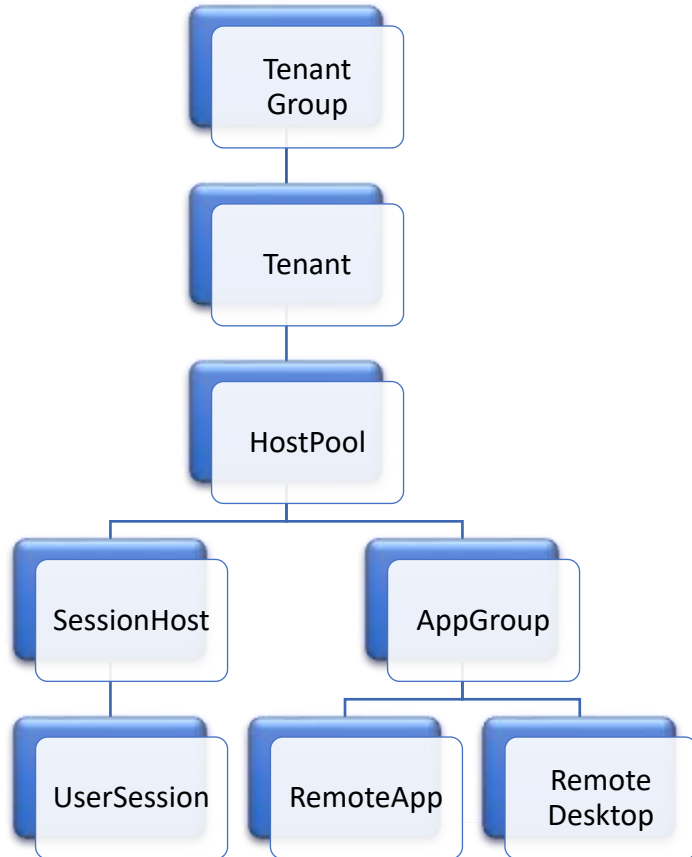 Tenant
Group
Tenant
HostPool
SessionHost
AppGroup
UserSession
RemoteApp
Remote
Desktop